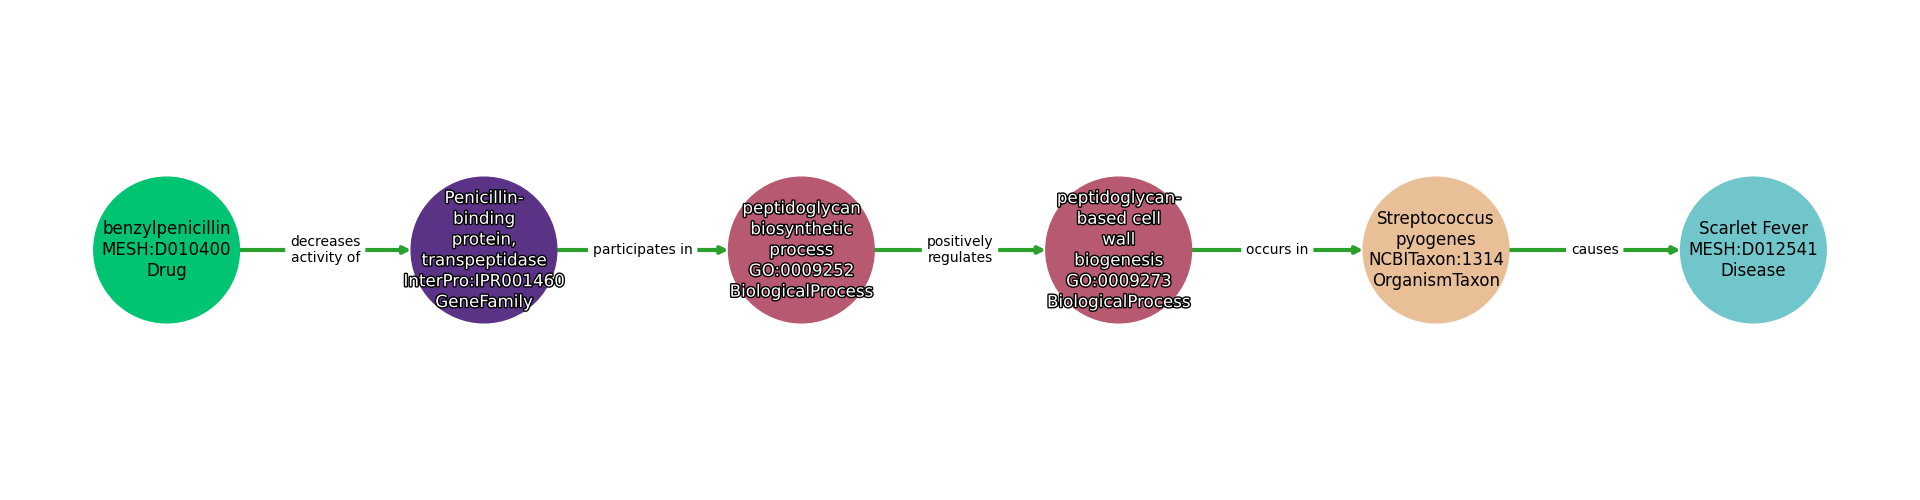 benzylpenicillin
MESH:D010400
Drug
decreases
activity of
Penicillin-
binding
protein,
transpeptidase
InterPro:IPR001460
GeneFamily
participates in
peptidoglycan
biosynthetic
process
GO:0009252
BiologicalProcess
positively
regulates
peptidoglycan-
based cell
wall
biogenesis
GO:0009273
BiologicalProcess
occurs in
Streptococcus
pyogenes
NCBITaxon:1314
OrganismTaxon
causes
Scarlet Fever
MESH:D012541
Disease